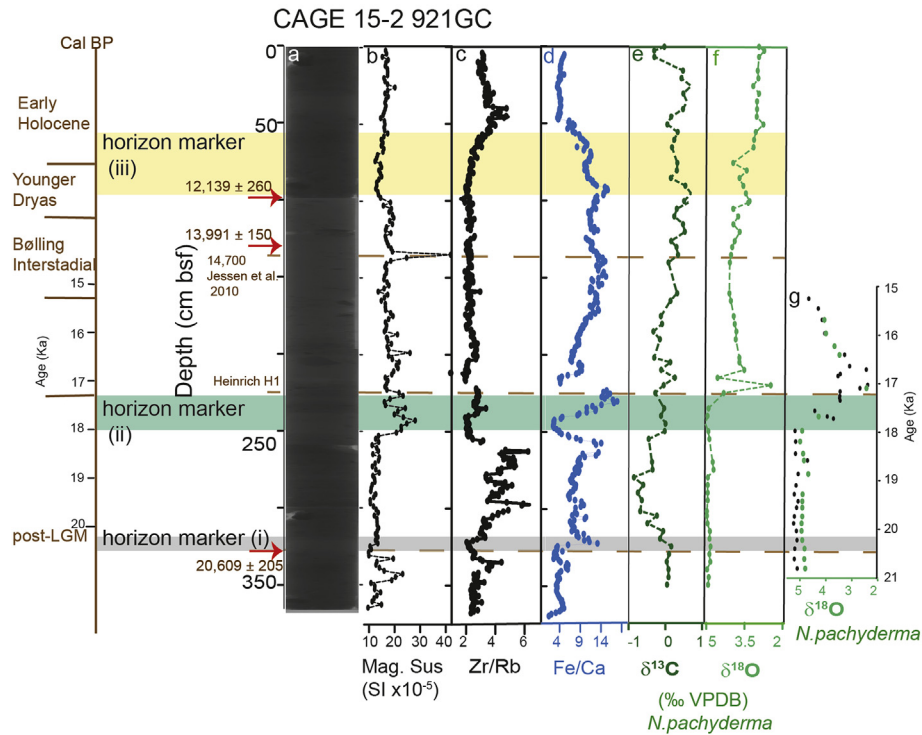 CAGE 15-2 921GC
Cal BP
a
b
c
d
e
f
g
0
50
250
350
Depth (cm bsf)
Early
Holocene
Younger
Dryas
Bølling
Interstadial
15
16
17
18
19
20
Age (Ka)
post-LGM
horizon marker
(iii)
12,139 ± 260
13,991 ± 150
14,700
Jessen et al
2010
Heinrich H1
horizon marker
(ii)
horizon marker (i)
20,609 ± 205
10 20 30 40
Mag. Sus
(SI x10-5)
2 4 6
Zr/Rb
4 9 14
Fe/Ca
-1 0 1
δ13C
5 3.5 2
δ18O
(‰ VPDB)
N.pachyderma
15
16
17
18
19
20
21
Age (Ka)
5 4 3 2
δ18O
N.pachyderma